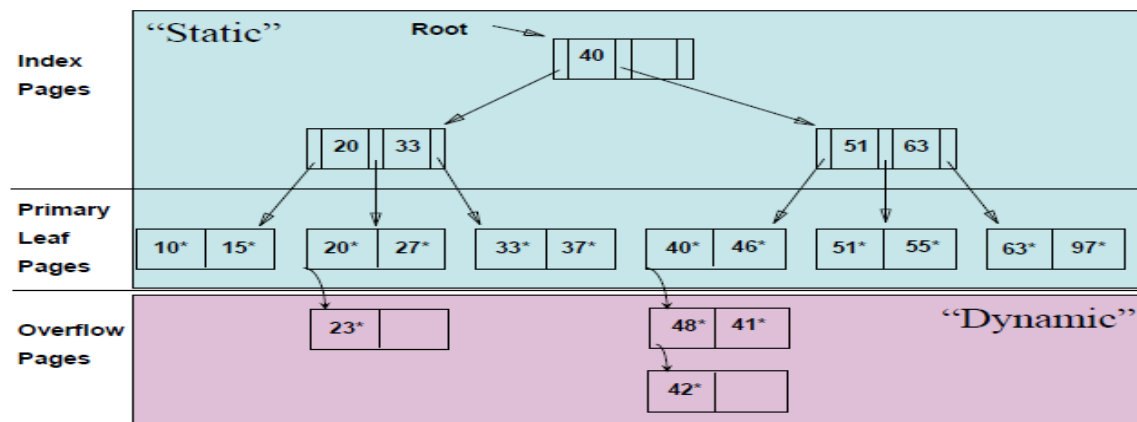 “Static”
Root
Index
Pages
40
20 33
51 63
Primary
Leaf
Pages
10* 15*
20* 27*
33* 37*
40* 46*
51* 55*
63* 97*
Overflow
Pages
23*
48* 41*
“Dynamic”
42*